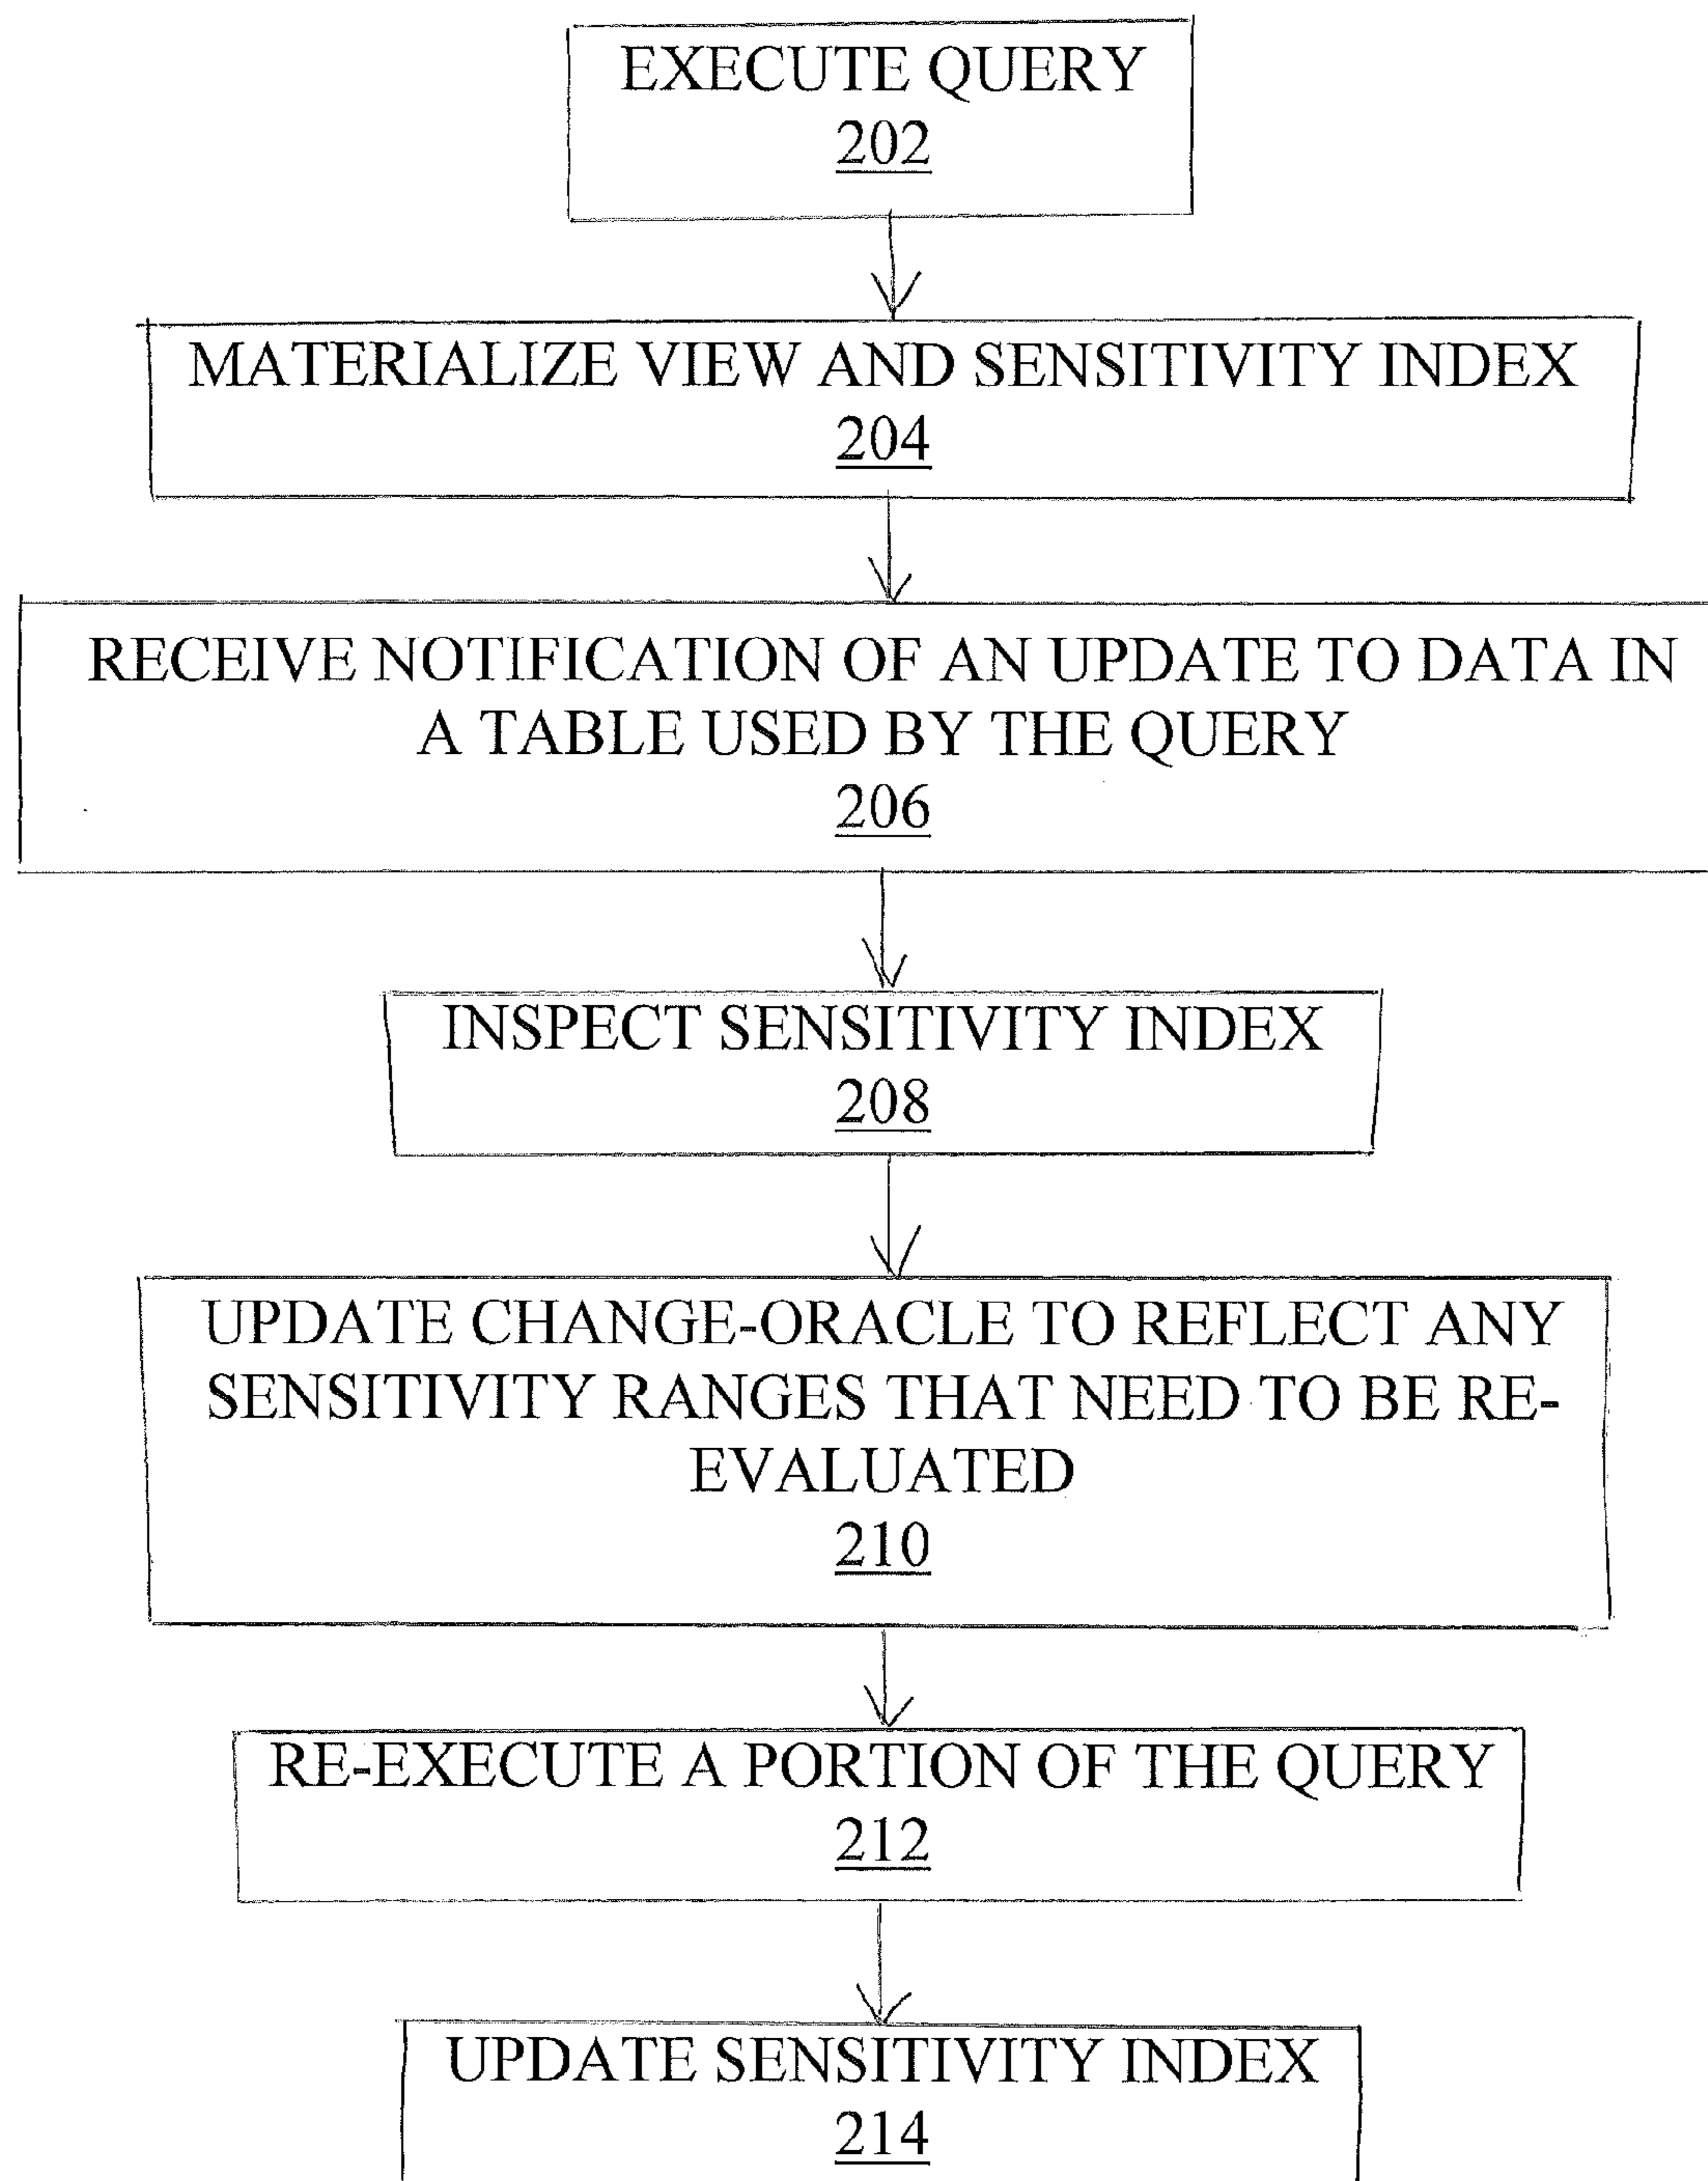 EXECUTE QUERY
202
MATERIALIZE VIEW AND SENSITIVITY INDEX
204
RECEIVE NOTIFICATION OF AN UPDATE TO DATA IN
A TABLE USED BY THE QUERY
206
INSPECT SENSITIVITY INDEX
208
UPDATE CHANGE-ORACLE TO REFLECT ANY
SENSITIVITY RANGES THAT NEED TO BE RE-
EVALUATED
210
RE-EXECUTE A PORTION OF THE QUERY
212
UPDATE SENSITIVITY INDEX
214